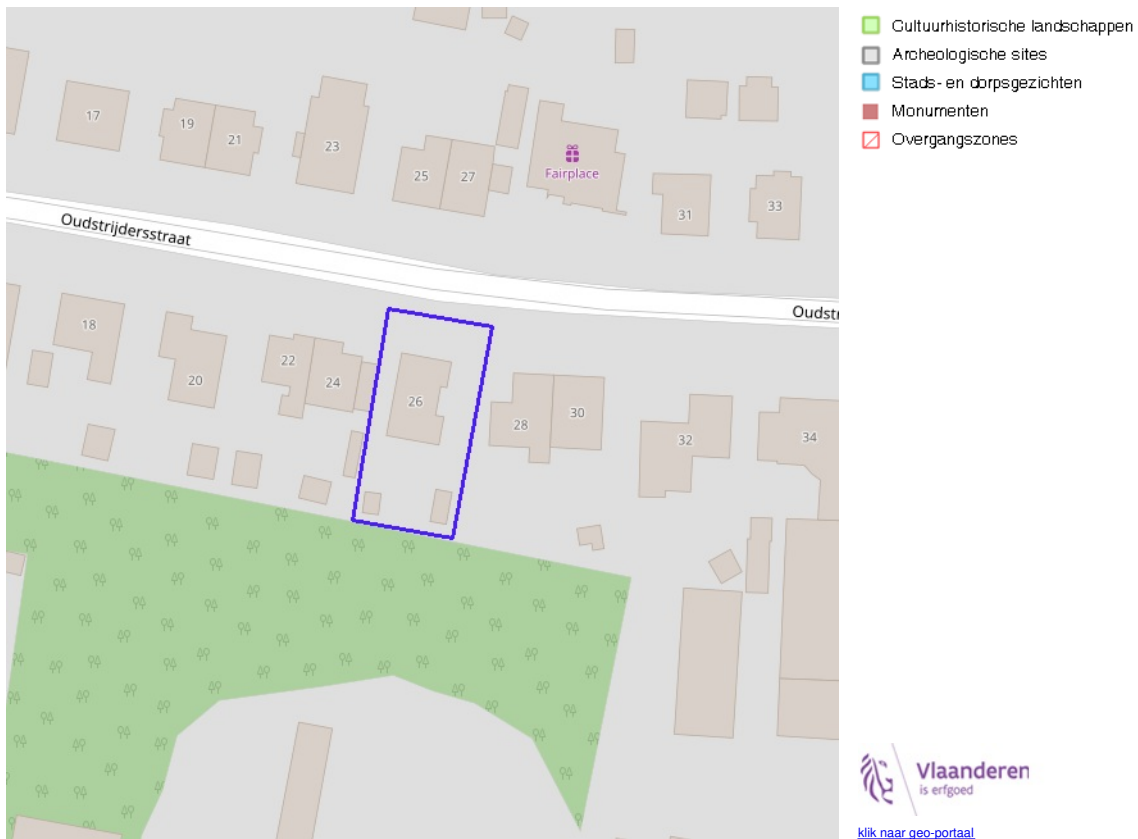 Cultuurhistorische landschappen
Archeologische sites
Stads- en dorpsgezichten
Monumenten
Overgangszones
17
19
21
23
25
27
Fairplace
31
33
Oudstrijdersstraat
Oudstr
18
20
22
24
26
28
30
32
34
Vlaanderen
is erfgoed
klik naar geo-portaal